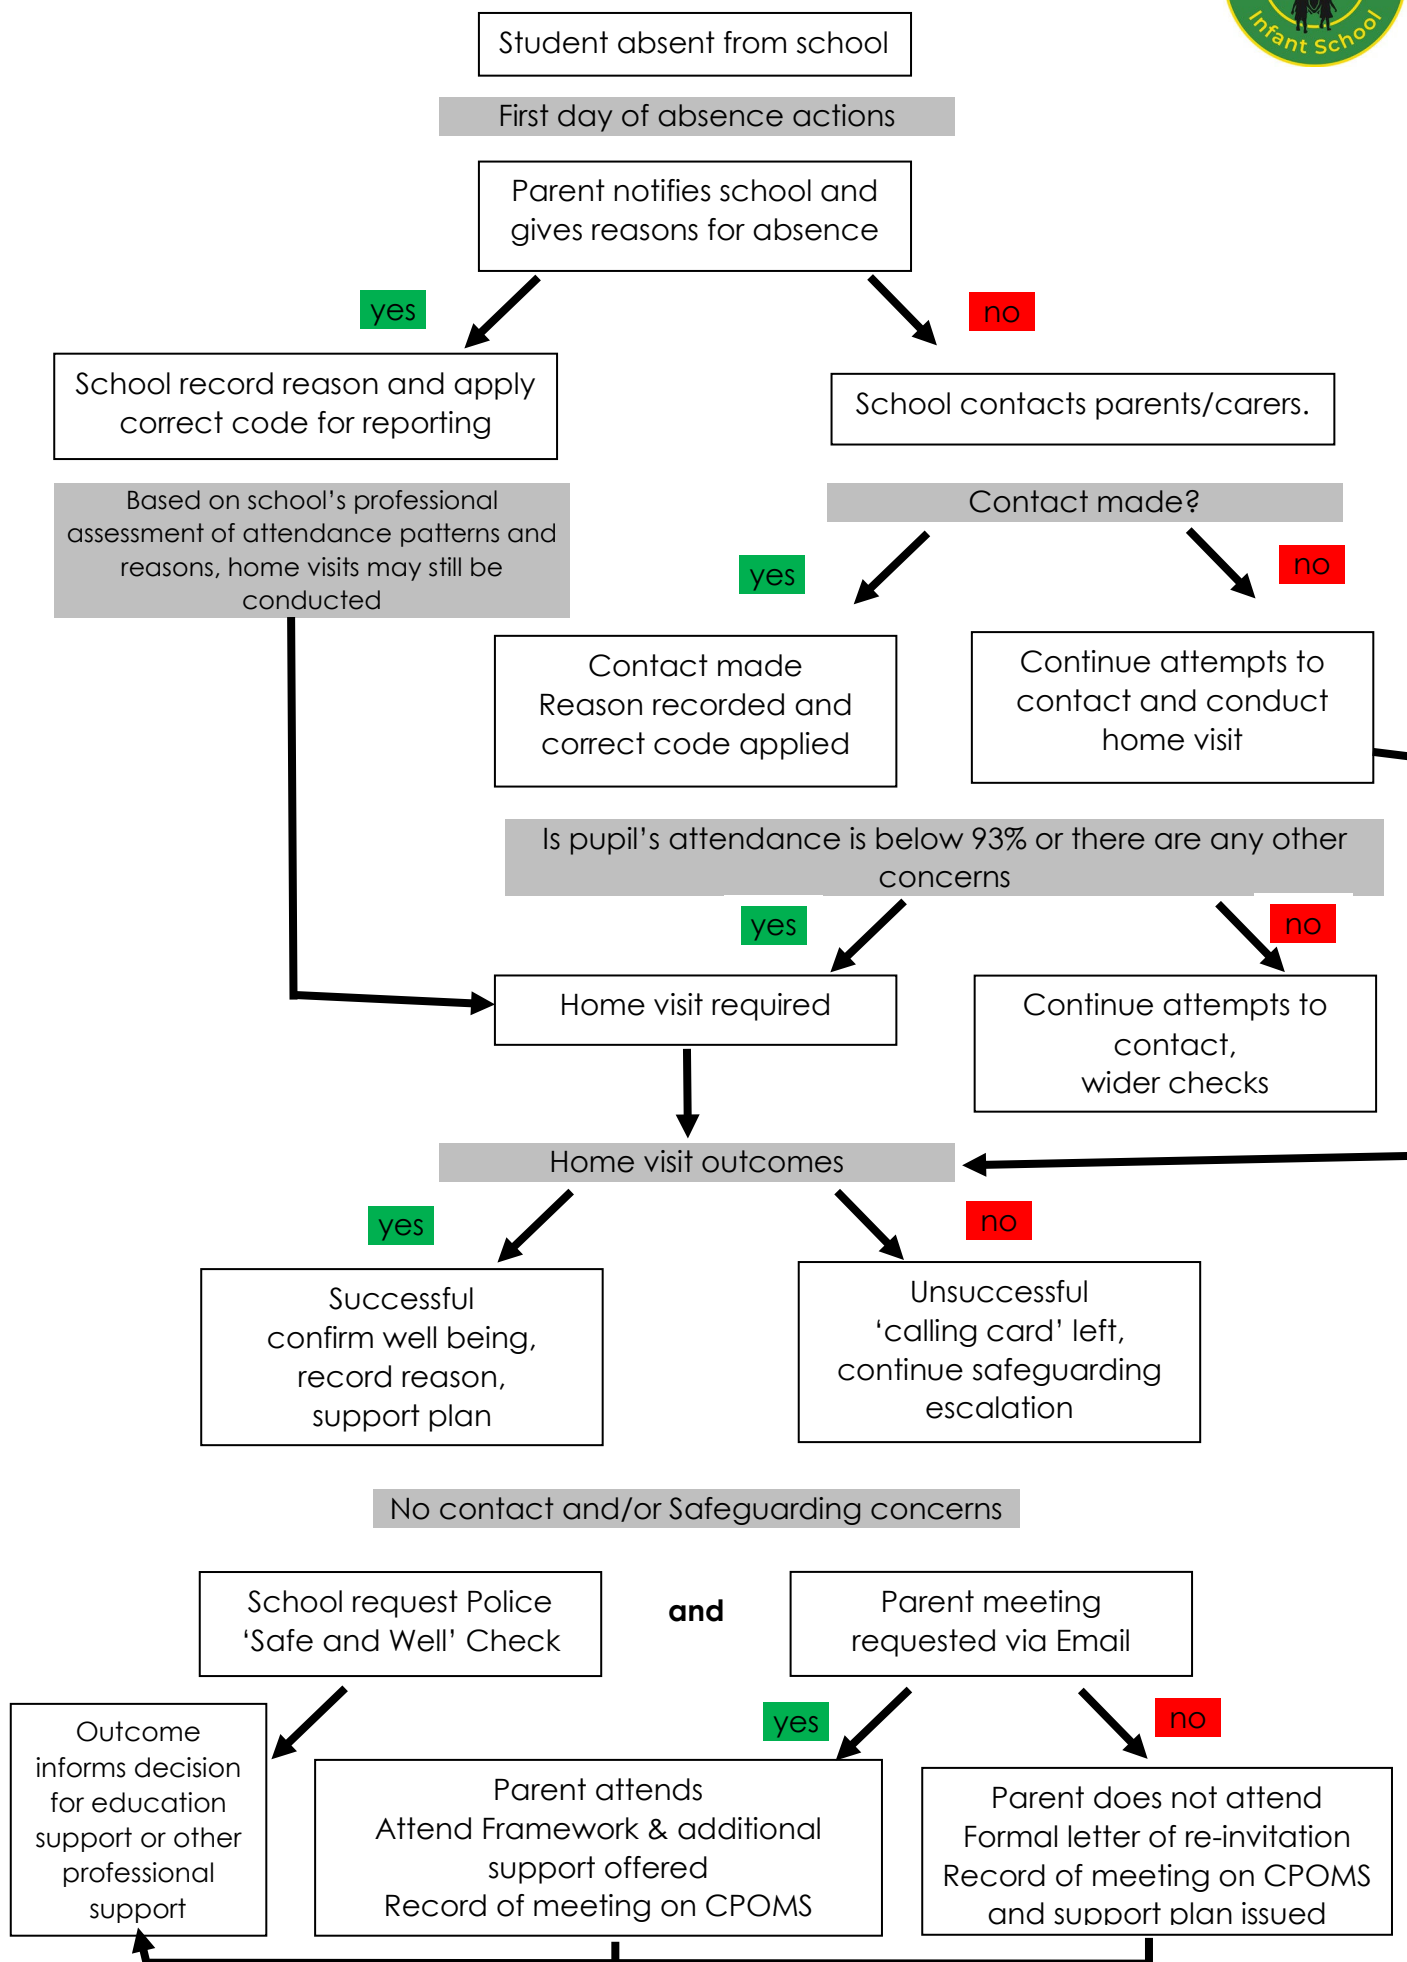 Infant School
Student absent from school
First day of absence actions
Parent notifies school and
gives reasons for absence
yes
no
School record reason and apply
correct code for reporting
School contacts parents/carers.
Based on school’s professional
assessment of attendance patterns and
reasons, home visits may still be
conducted
Contact made?
yes
no
Contact made
Reason recorded and
correct code applied
Continue attempts to
contact and conduct
home visit
Is pupil’s attendance is below 93% or there are any other
concerns
yes
no
Home visit required
Continue attempts to
contact,
wider checks
Home visit outcomes
yes
no
Successful
confirm well being,
record reason,
support plan
Unsuccessful
‘calling card’ left,
continue safeguarding
escalation
No contact and/or Safeguarding concerns
School request Police
‘Safe and Well’ Check
and
Parent meeting
requested via Email
yes
no
Outcome
informs decision
for education
support or other
professional
support
Parent attends
Attend Framework & additional
support offered
Record of meeting on CPOMS
Parent does not attend
Formal letter of re-invitation
Record of meeting on CPOMS
and support plan issued